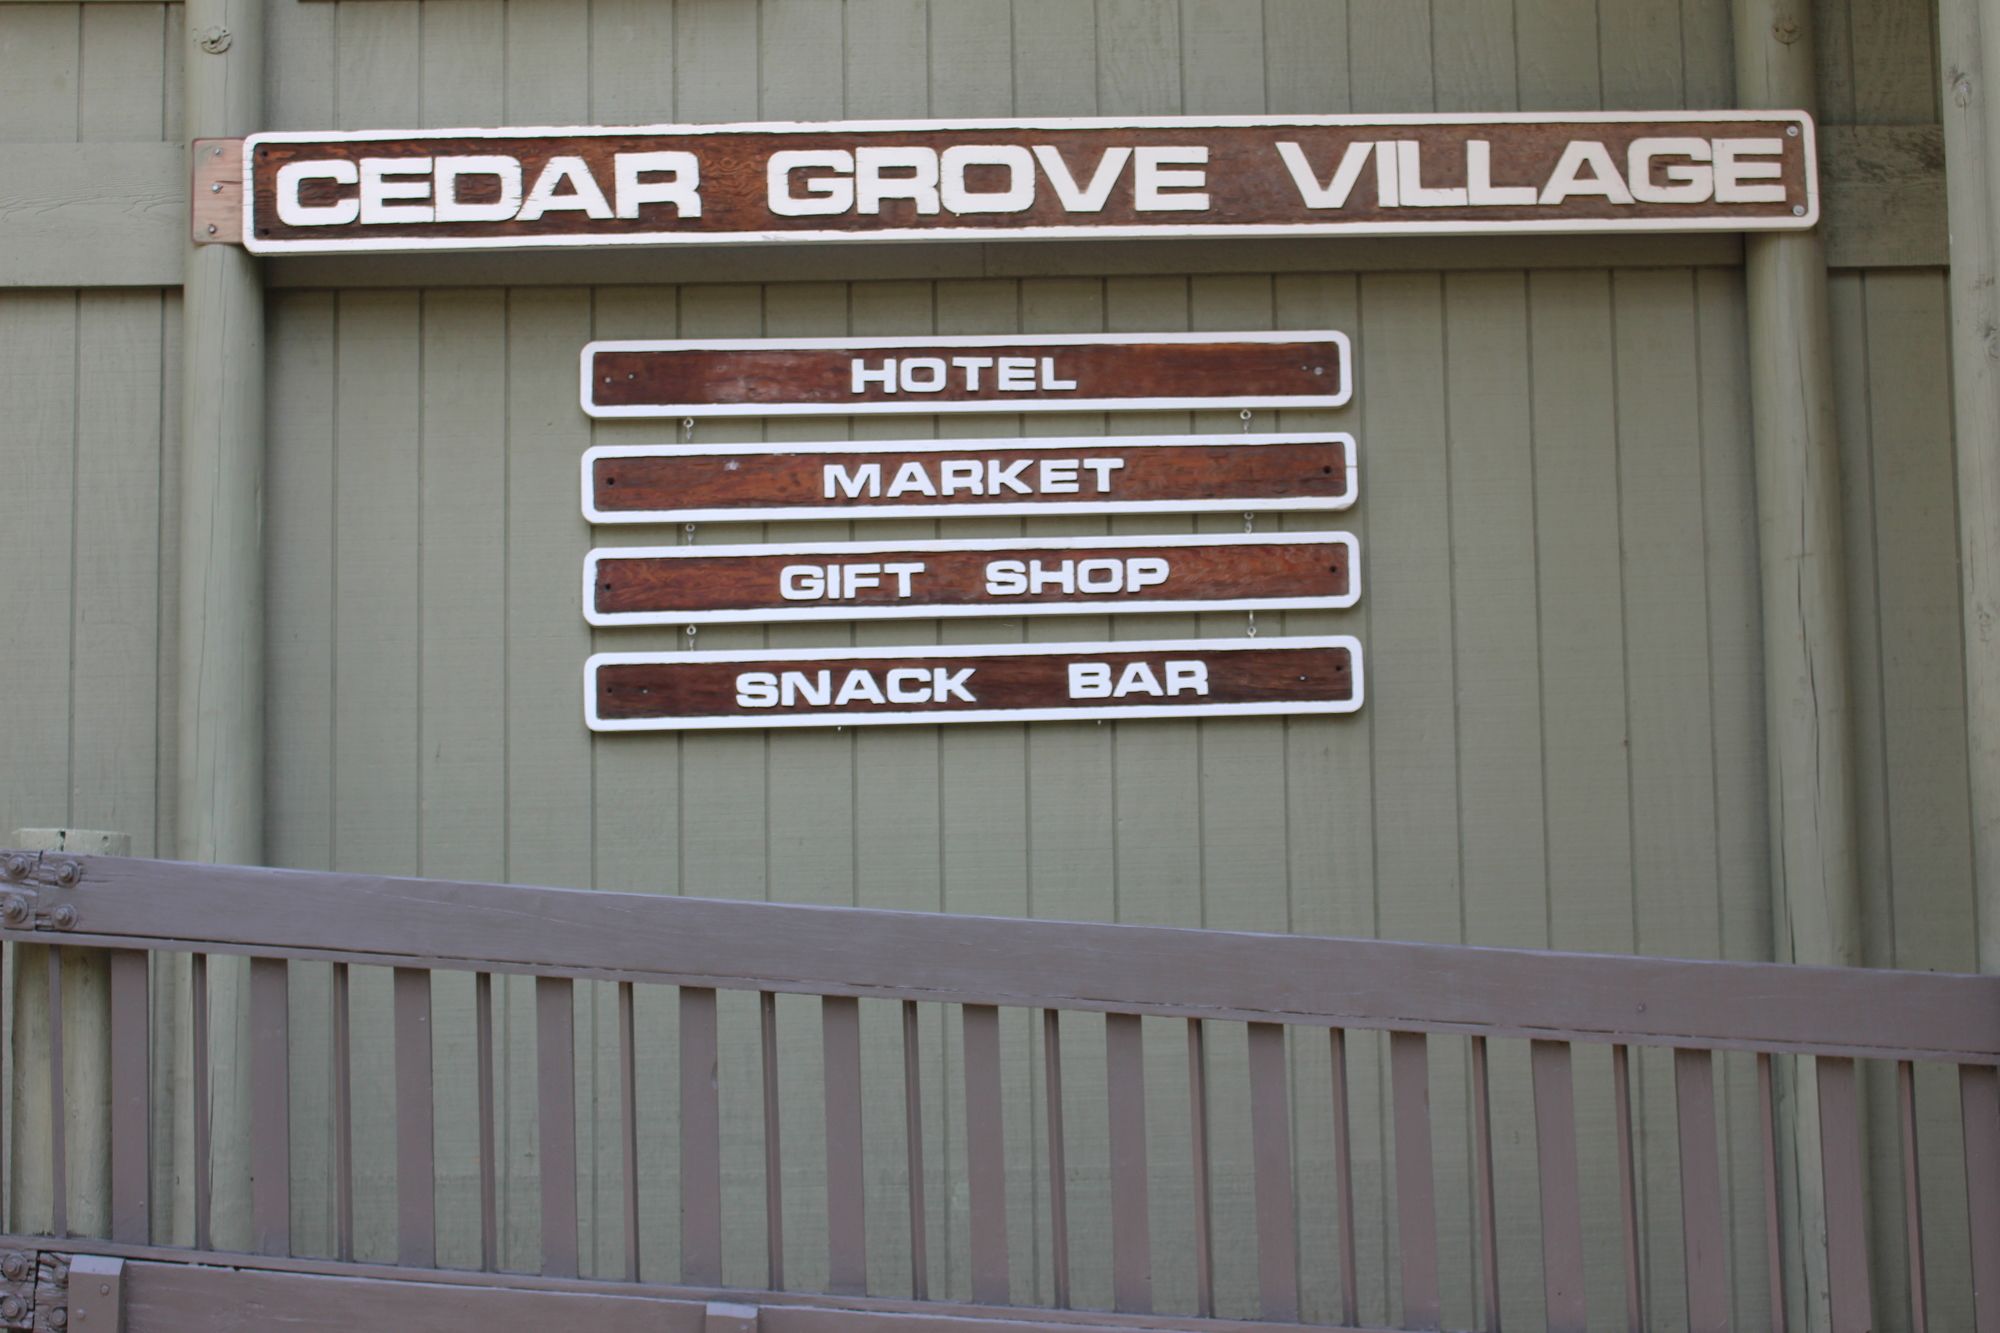 CEDAR GROVE VILLAGE
HOTEL
MARKET
GIFT SHOP
SNACK BAR